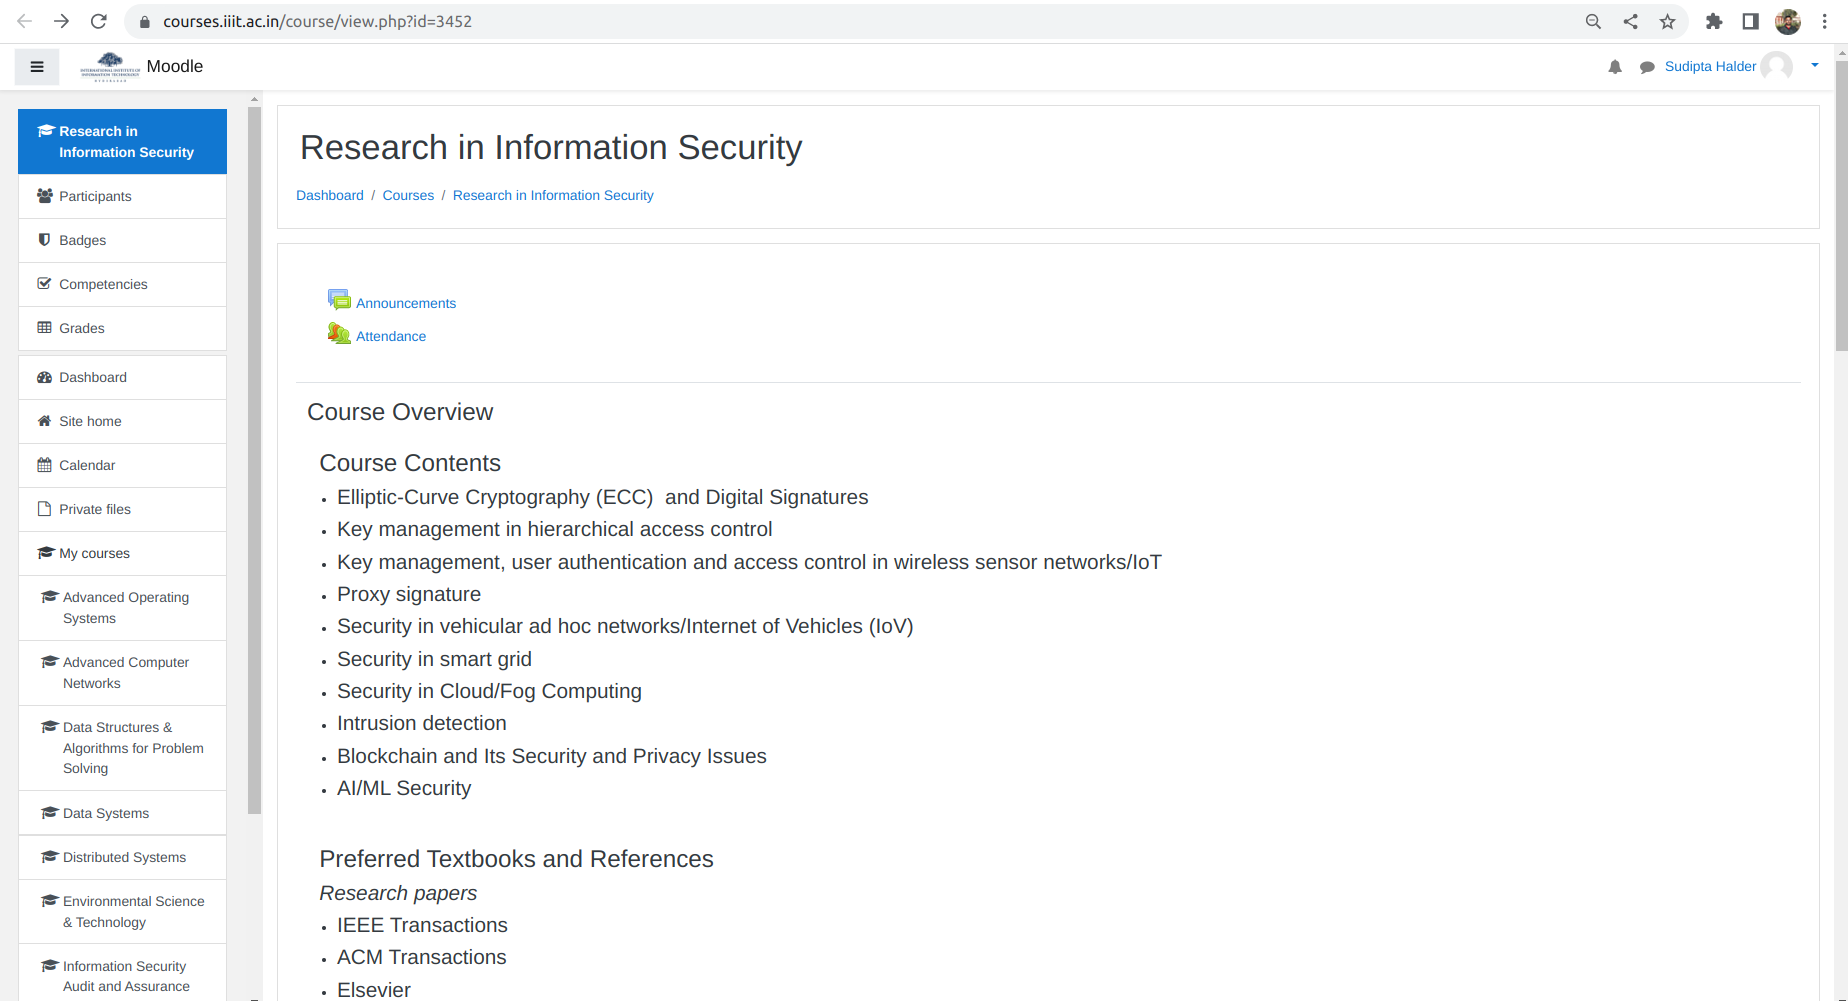 courses.iiit.ac.in/course/view.php?id=3452
INTERNATIONAL INSTITUTE OF
INFORMATION TECHNOLOGY
HYDERABAD
Moodle
Sudipta Halder
Research in
Information Security
Participants
Badges
Competencies
Grades
Dashboard
Site home
Calendar
Private files
My courses
Advanced Operating
Systems
Advanced Computer
Networks
Data Structures &
Algorithms for Problem
Solving
Data Systems
Distributed Systems
Environmental Science
& Technology
Information Security
Audit and Assurance
Research in Information Security
Dashboard / Courses / Research in Information Security
Announcements
Attendance
Course Overview
Course Contents
• Elliptic-Curve Cryptography (ECC)  and Digital Signatures
• Key management in hierarchical access control
• Key management, user authentication and access control in wireless sensor networks/IoT
• Proxy signature
• Security in vehicular ad hoc networks/Internet of Vehicles (IoV)
• Security in smart grid
• Security in Cloud/Fog Computing
• Intrusion detection
• Blockchain and Its Security and Privacy Issues
• AI/ML Security
Preferred Textbooks and References
Research papers
• IEEE Transactions
• ACM Transactions
• Elsevier